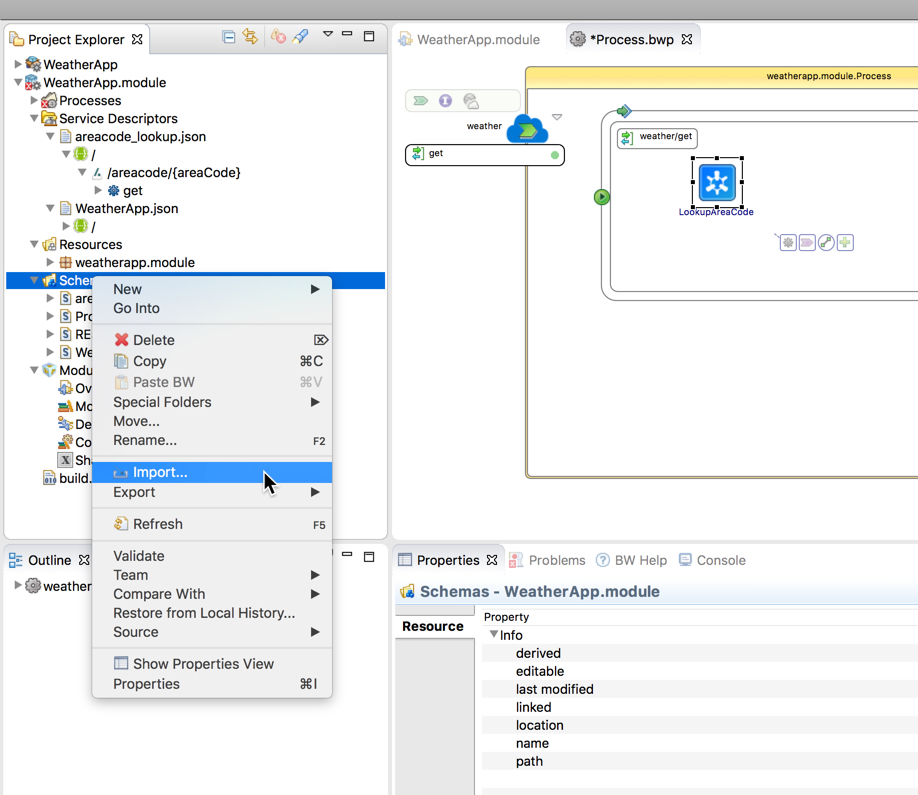 Project Explorer
WeatherApp
WeatherApp.module
Processes
Service Descriptors
areacode_lookup.json
/
/areacode/{areaCode}
get
WeatherApp.json
/
Resources
weatherapp.module
Schem
are
Pro
RE
We
Modu
Ov
Mo
De
Co
Sh
build.
New
Go Into
Delete ⌦
Copy ⌘C
Paste BW ⌘V
Special Folders
Move...
Rename... F2
Import...
Export
Refresh F5
Validate
Team
Compare With
Restore from Local History...
Source
Show Properties View
Properties ⌘I
Outline
weather
WeatherApp.module *Process.bwp
weatherapp.module.Process
weather
get
weather/get
LookupAreaCode
Properties Problems BW Help Console
Schemas - WeatherApp.module
Resource
Property
Info
derived
editable
last modified
linked
location
name
path